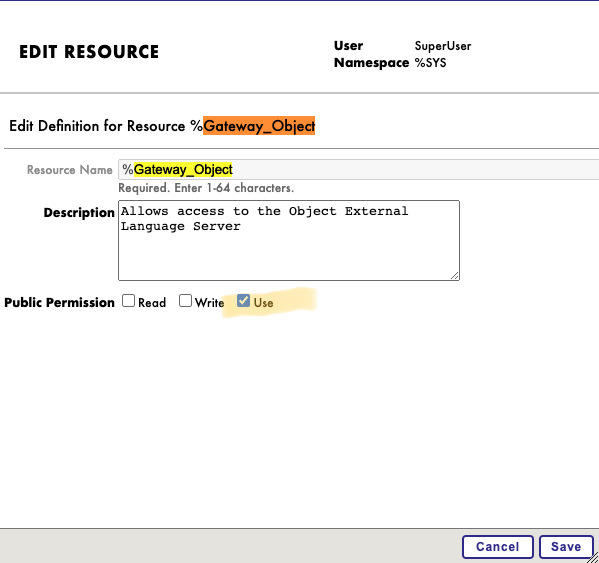 EDIT RESOURCE
User SuperUser
Namespace %SYS
Edit Definition for Resource %Gateway_Object
Resource Name %Gateway_Object
Required. Enter 1-64 characters.
Description Allows access to the Object External
Language Server
Public Permission Read Write Use
Cancel Save